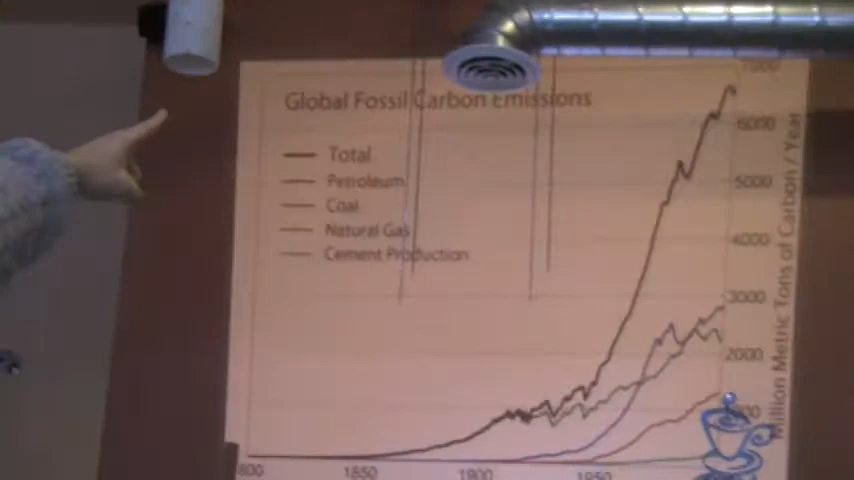 Global Fossil Carbon Emissions
Total
Petroleum
Coal
Natural Gas
Cement Production
7000
6000
5000
4000
3000
2000
Million Metric Tons of Carbon / Year
1850
1900
1950